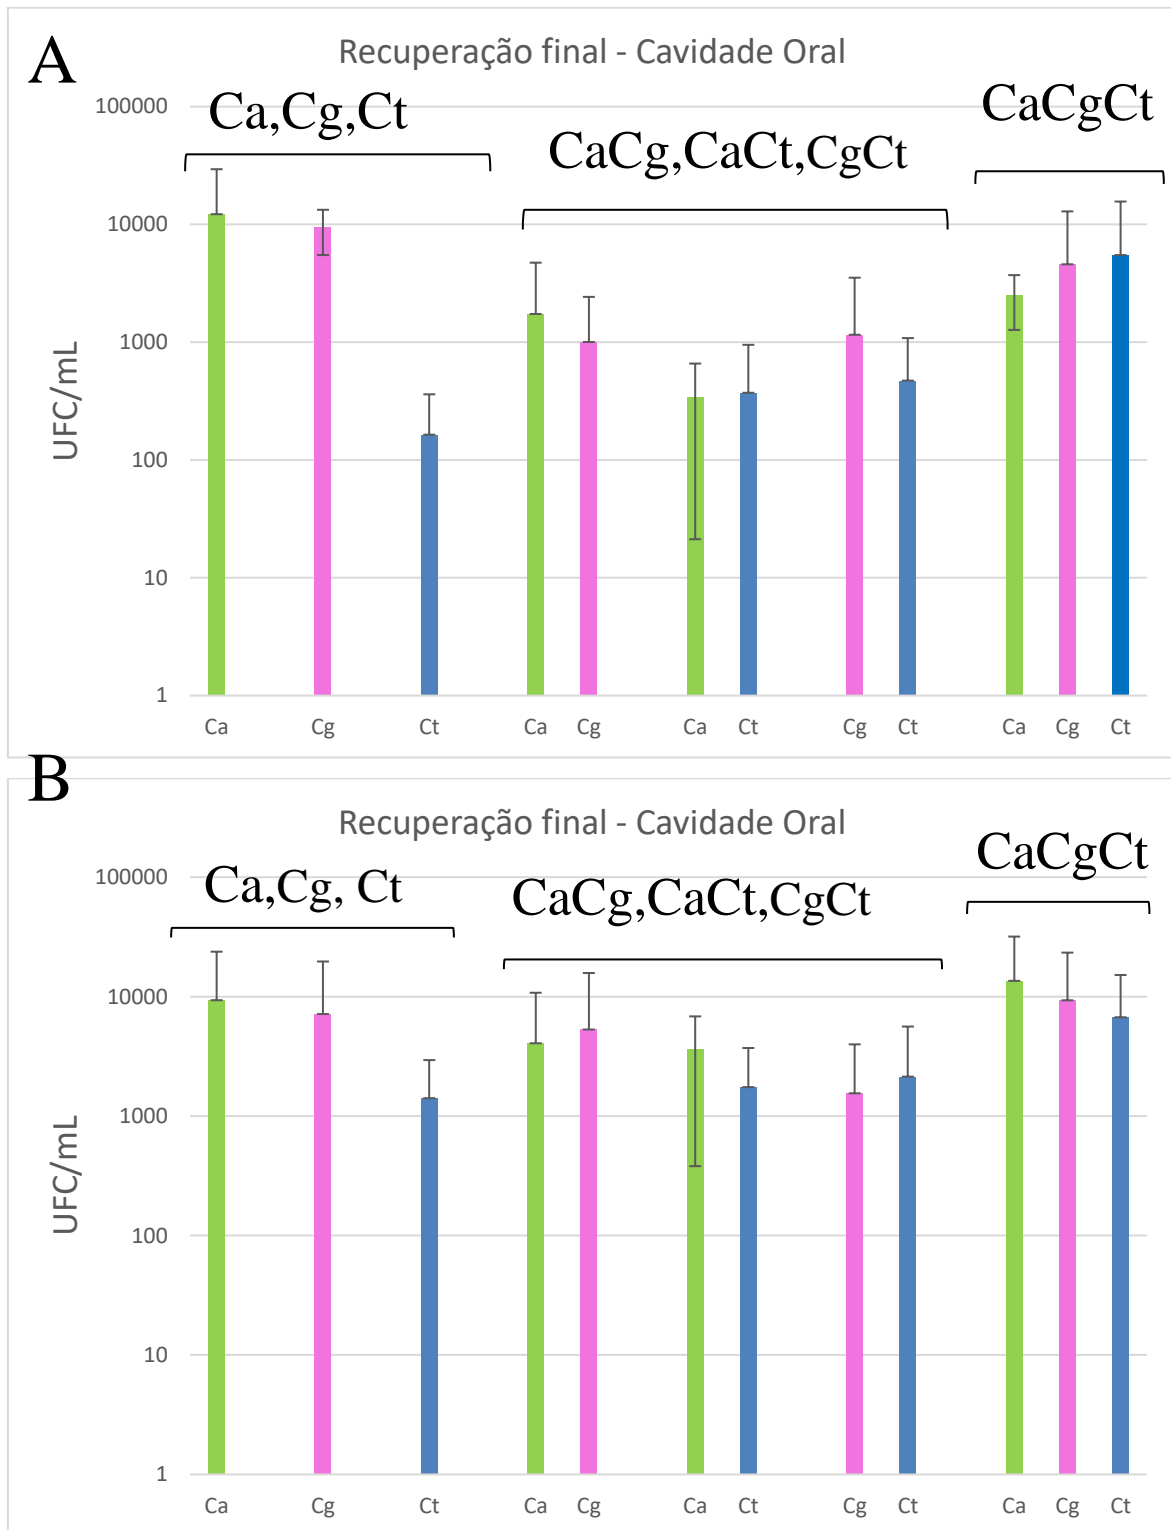 A
Recuperação final - Cavidade Oral
Ca,Cg,Ct
CaCg,CaCt,CgCt
CaCgCt
100000
10000
1000
100
10
1
UFC/mL
Ca Cg Ct Ca Cg Ca Ct Cg Ct Ca Cg Ct
B
Recuperação final - Cavidade Oral
Ca,Cg, Ct
CaCg,CaCt,CgCt
CaCgCt
100000
10000
1000
100
10
1
UFC/mL
Ca Cg Ct Ca Cg Ca Ct Cg Ct Ca Cg Ct